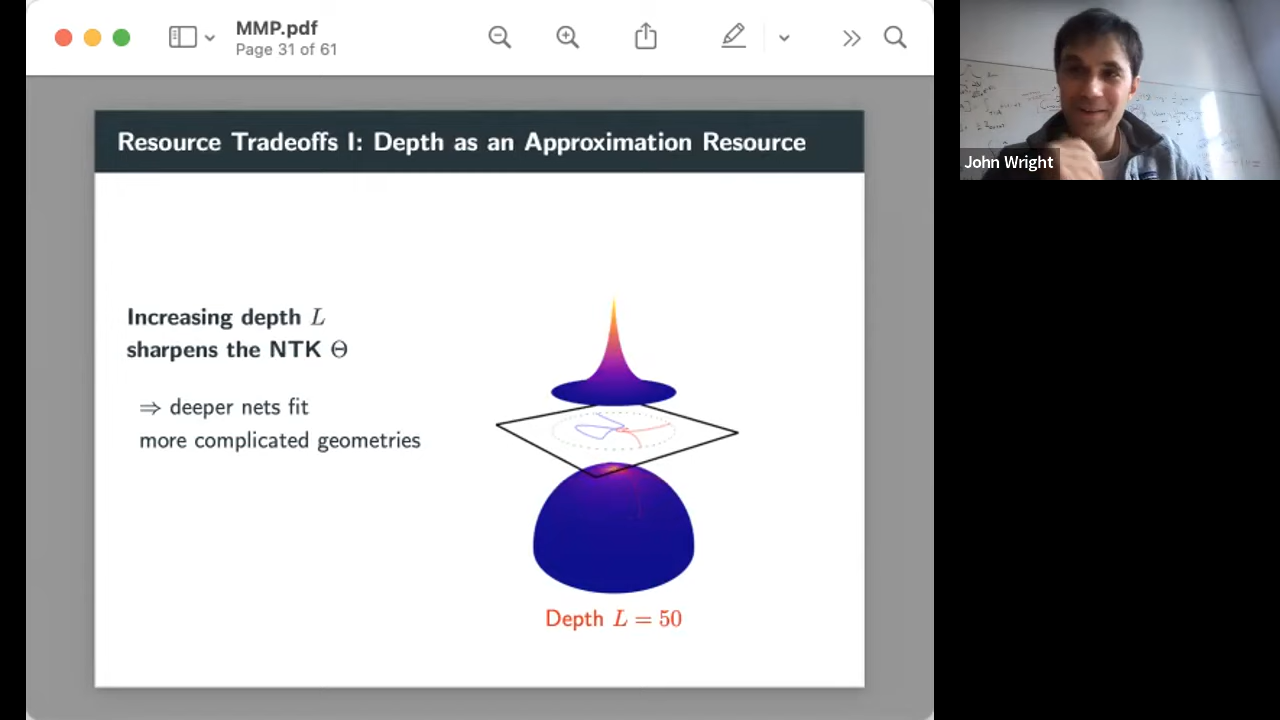 MMP.pdf
Page 31 of 61
Resource Tradeoffs I: Depth as an Approximation Resource
Increasing depth L
sharpens the NTK Θ
⇒ deeper nets fit
more complicated geometries
Depth L = 50
John Wright